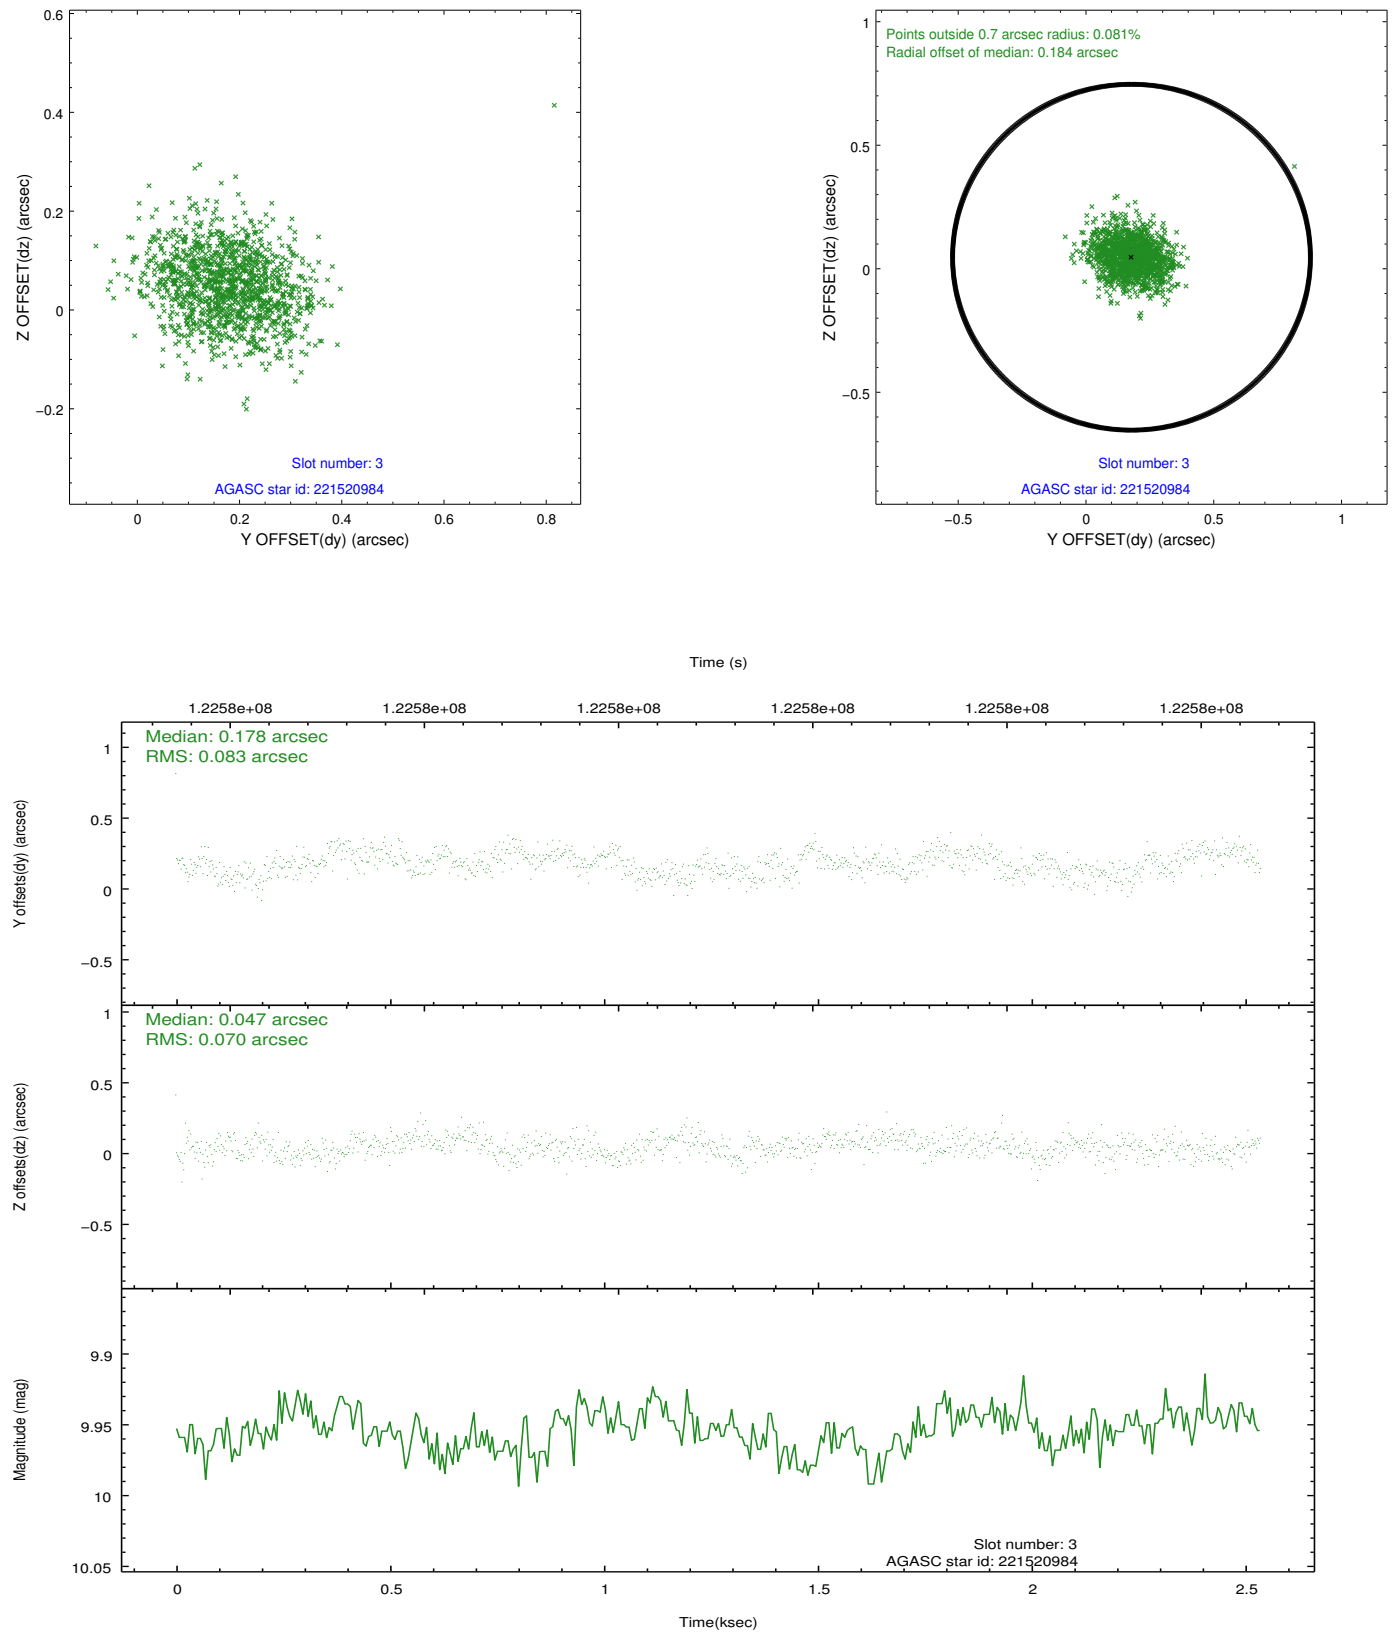 0.6
0.4
0.2
0
−0.2
Z OFFSET(dz) (arcsec)
Slot number: 3
AGASC star id: 221520984
0 0.2 0.4 0.6 0.8
Y OFFSET(dy) (arcsec)
Points outside 0.7 arcsec radius: 0.081%
Radial offset of median: 0.184 arcsec
1
0.5
0
−0.5
Z OFFSET(dz) (arcsec)
Slot number: 3
AGASC star id: 221520984
−0.5 0 0.5 1
Y OFFSET(dy) (arcsec)
Time (s)
1.2258e+08 1.2258e+08 1.2258e+08 1.2258e+08 1.2258e+08 1.2258e+08
Median: 0.178 arcsec
RMS: 0.083 arcsec
1
0.5
0
−0.5
Y offsets(dy) (arcsec)
Median: 0.047 arcsec
RMS: 0.070 arcsec
1
0.5
0
−0.5
Z offsets(dz) (arcsec)
9.9
9.95
10
10.05
Magnitude (mag)
Slot number: 3
AGASC star id: 221520984
0 0.5 1 1.5 2 2.5
Time(ksec)